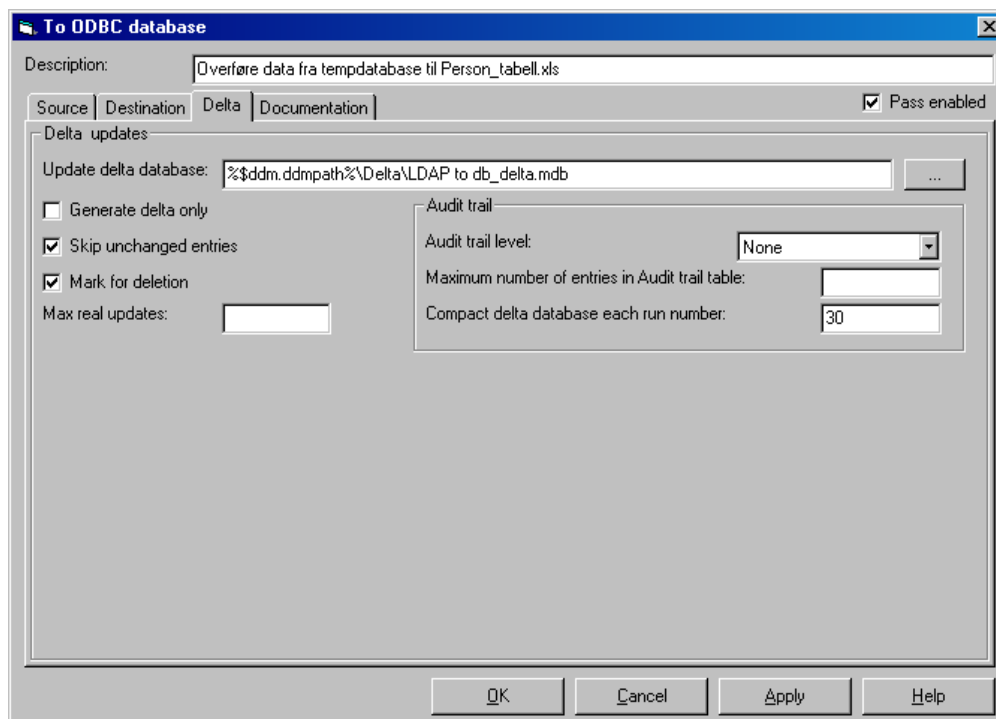 To ODBC database
Description: Overføre data fra tempdatabase til Person_tabell.xls
Source Destination Delta Documentation Pass enabled
Delta updates
Update delta database: %$ddm.ddmpath%\Delta\LDAP to db_delta.mdb ...
Generate delta only
Audit trail
Skip unchanged entries
Audit trail level: None
Mark for deletion
Maximum number of entries in Audit trail table:
Max real updates:
Compact delta database each run number: 30
OK Cancel Apply Help